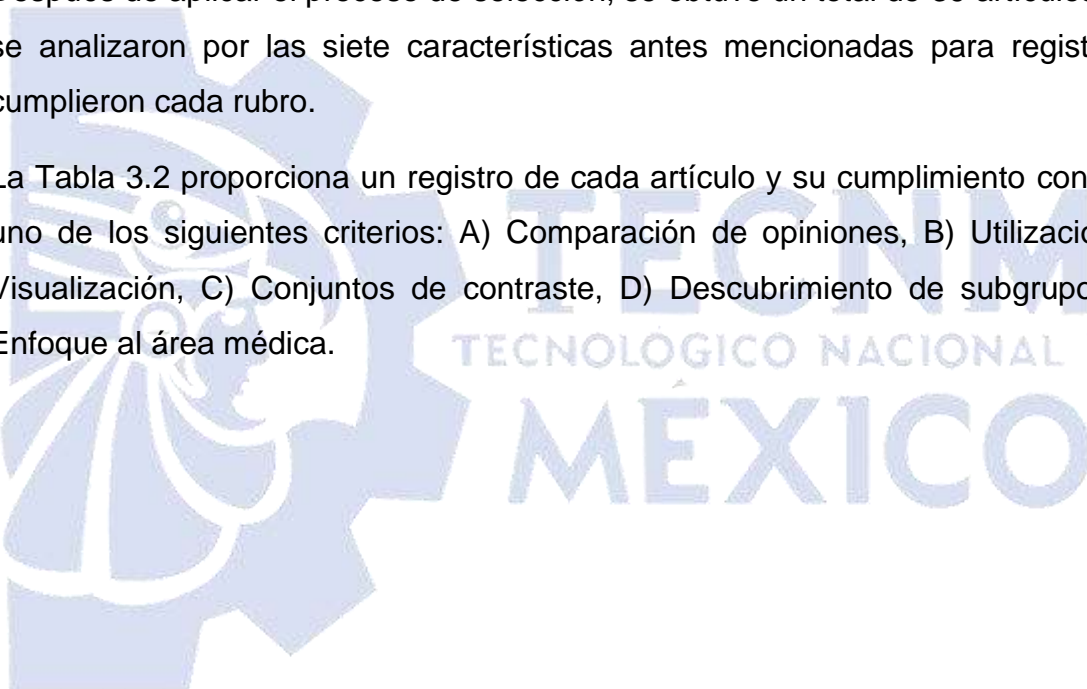 se analizaron por las siete características antes mencionadas para regist
cumplieron cada rubro.
La Tabla 3.2 proporciona un registro de cada artículo y su cumplimiento con
uno de los siguientes criterios: A) Comparación de opiniones, B) Utilizació
Visualización, C) Conjuntos de contraste, D) Descubrimiento de subgrupo
Enfoque al área médica.
TECNM
TECNOLÓGICO NACIONAL
MÉXICO